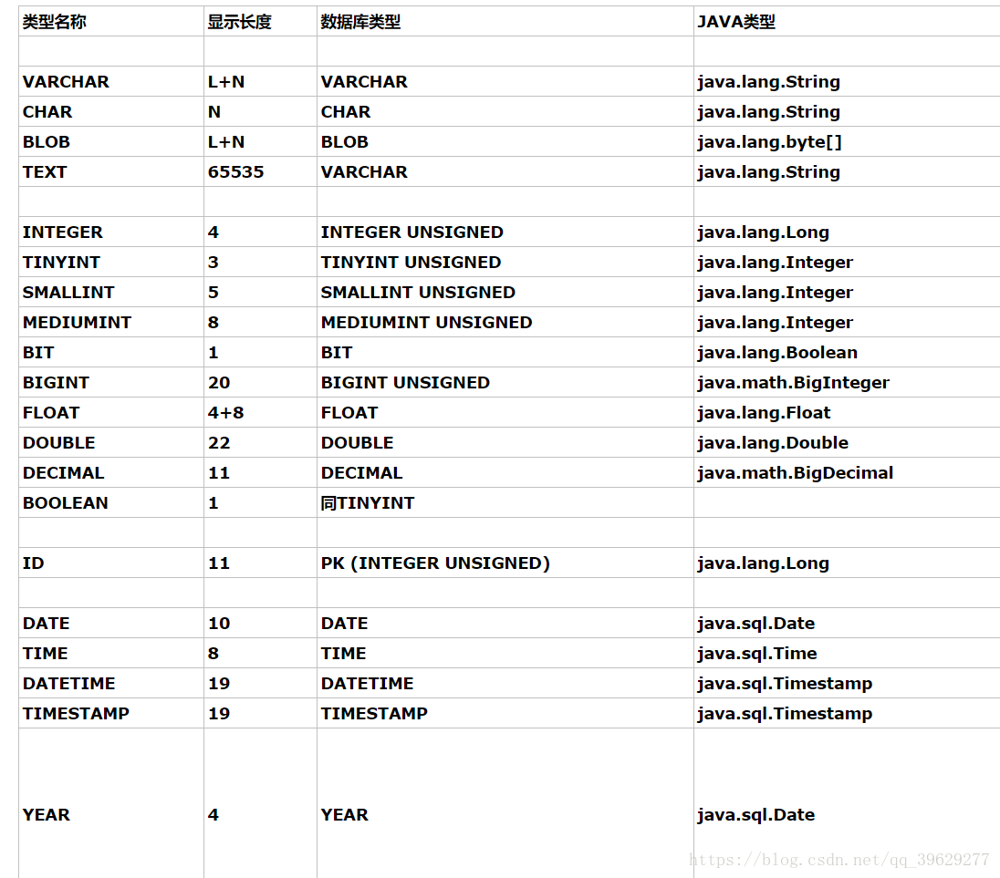 类型名称 显示长度 数据库类型 JAVA类型
VARCHAR L+N VARCHAR java.lang.String
CHAR N CHAR java.lang.String
BLOB L+N BLOB java.lang.byte[]
TEXT 65535 VARCHAR java.lang.String
INTEGER 4 INTEGER UNSIGNED java.lang.Long
TINYINT 3 TINYINT UNSIGNED java.lang.Integer
SMALLINT 5 SMALLINT UNSIGNED java.lang.Integer
MEDIUMINT 8 MEDIUMINT UNSIGNED java.lang.Integer
BIT 1 BIT java.lang.Boolean
BIGINT 20 BIGINT UNSIGNED java.math.BigInteger
FLOAT 4+8 FLOAT java.lang.Float
DOUBLE 22 DOUBLE java.lang.Double
DECIMAL 11 DECIMAL java.math.BigDecimal
BOOLEAN 1 同TINYINT
ID 11 PK (INTEGER UNSIGNED) java.lang.Long
DATE 10 DATE java.sql.Date
TIME 8 TIME java.sql.Time
DATETIME 19 DATETIME java.sql.Timestamp
TIMESTAMP 19 TIMESTAMP java.sql.Timestamp
YEAR 4 YEAR java.sql.Date
https://blog.csdn.net/qq_39629277